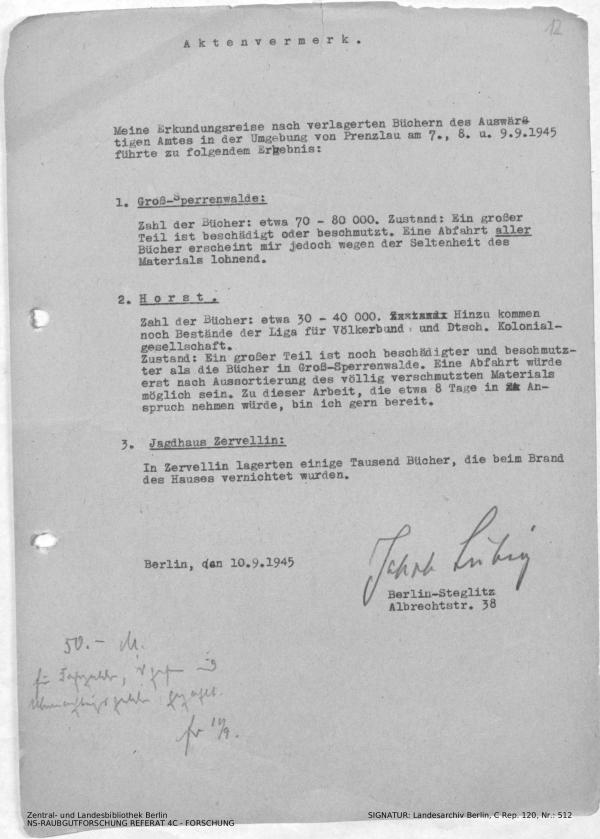 12
Aktenvermerk.
Meine Erkundungsreise nach verlagerten Büchern des Auswär=
tigen Amtes in der Umgebung von Prenzlau am 7., 8. u. 9.9.1945
führte zu folgendem Ergebnis:
1. Groß-Sperrenwalde:
Zahl der Bücher: etwa 70 - 80 000. Zustand: Ein großer
Teil ist beschädigt oder beschmutzt. Eine Abfahrt aller
Bücher erscheint mir jedoch wegen der Seltenheit des
Materials lohnend.
2. Horst.
Zahl der Bücher: etwa 30 - 40 000. Hinzu kommen
noch Bestände der Liga für Völkerbund und Dtsch. Kolonial-
gesellschaft.
Zustand: Ein großer Teil ist noch beschädigter und beschmutz-
ter als die Bücher in Groß-Sperrenwalde. Eine Abfahrt würde
erst nach Aussortierung des völlig verschmutzten Materials
möglich sein. Zu dieser Arbeit, die etwa 8 Tage in An-
spruch nehmen würde, bin ich gern bereit.
3. Jagdhaus Zervellin:
In Zervellin lagerten einige Tausend Bücher, die beim Brand
des Hauses vernichtet wurden.
Berlin, den 10.9.1945
Jakob
Berlin-Steglitz
Albrechtstr. 38
50.- M.
für
Zentral- und Landesbibliothek Berlin
NS-RAUBGUTFORSCHUNG REFERAT 4C - FORSCHUNG
SIGNATUR: Landesarchiv Berlin, C Rep. 120, Nr.: 512